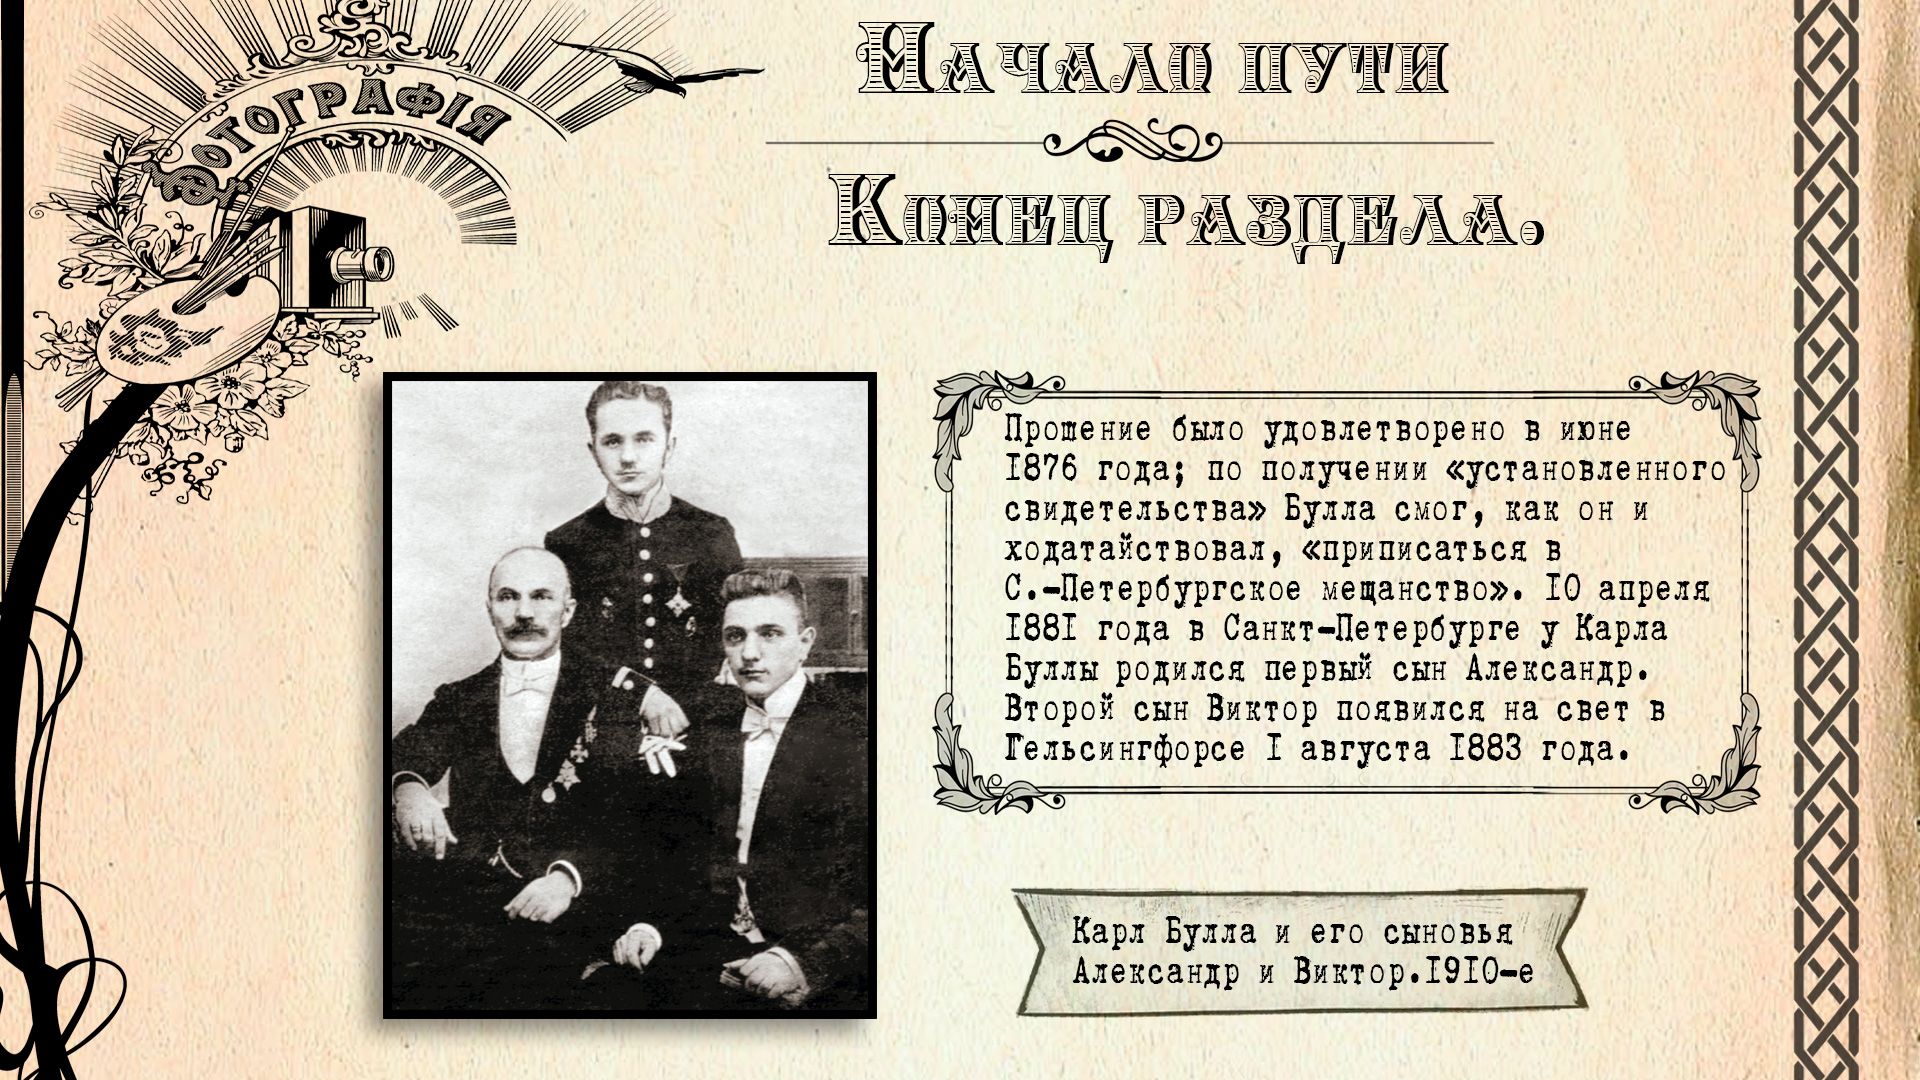 ФОТОГРАФІЯ
Начало пути
Конец раздела.
Прошение было удовлетворено в июне
1876 года; по получении «установленного
свидетельства» Булла смог, как он и
ходатайствовал, «приписаться в
С.-Петербургское мещанство». 10 апреля
1881 года в Санкт-Петербурге у Карла
Буллы родился первый сын Александр.
Второй сын Виктор появился на свет в
Гельсингфорсе 1 августа 1883 года.
Карл Булла и его сыновья
Александр и Виктор.1910-е